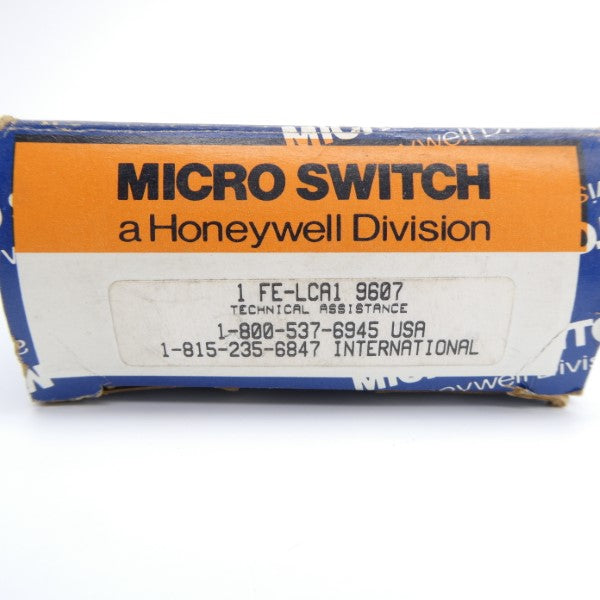 MICRO SWITCH
a Honeywell Division
1 FE-LCA1 9607
TECHNICAL ASSISTANCE
1-800-537-6945 USA
1-815-235-6847 INTERNATIONAL